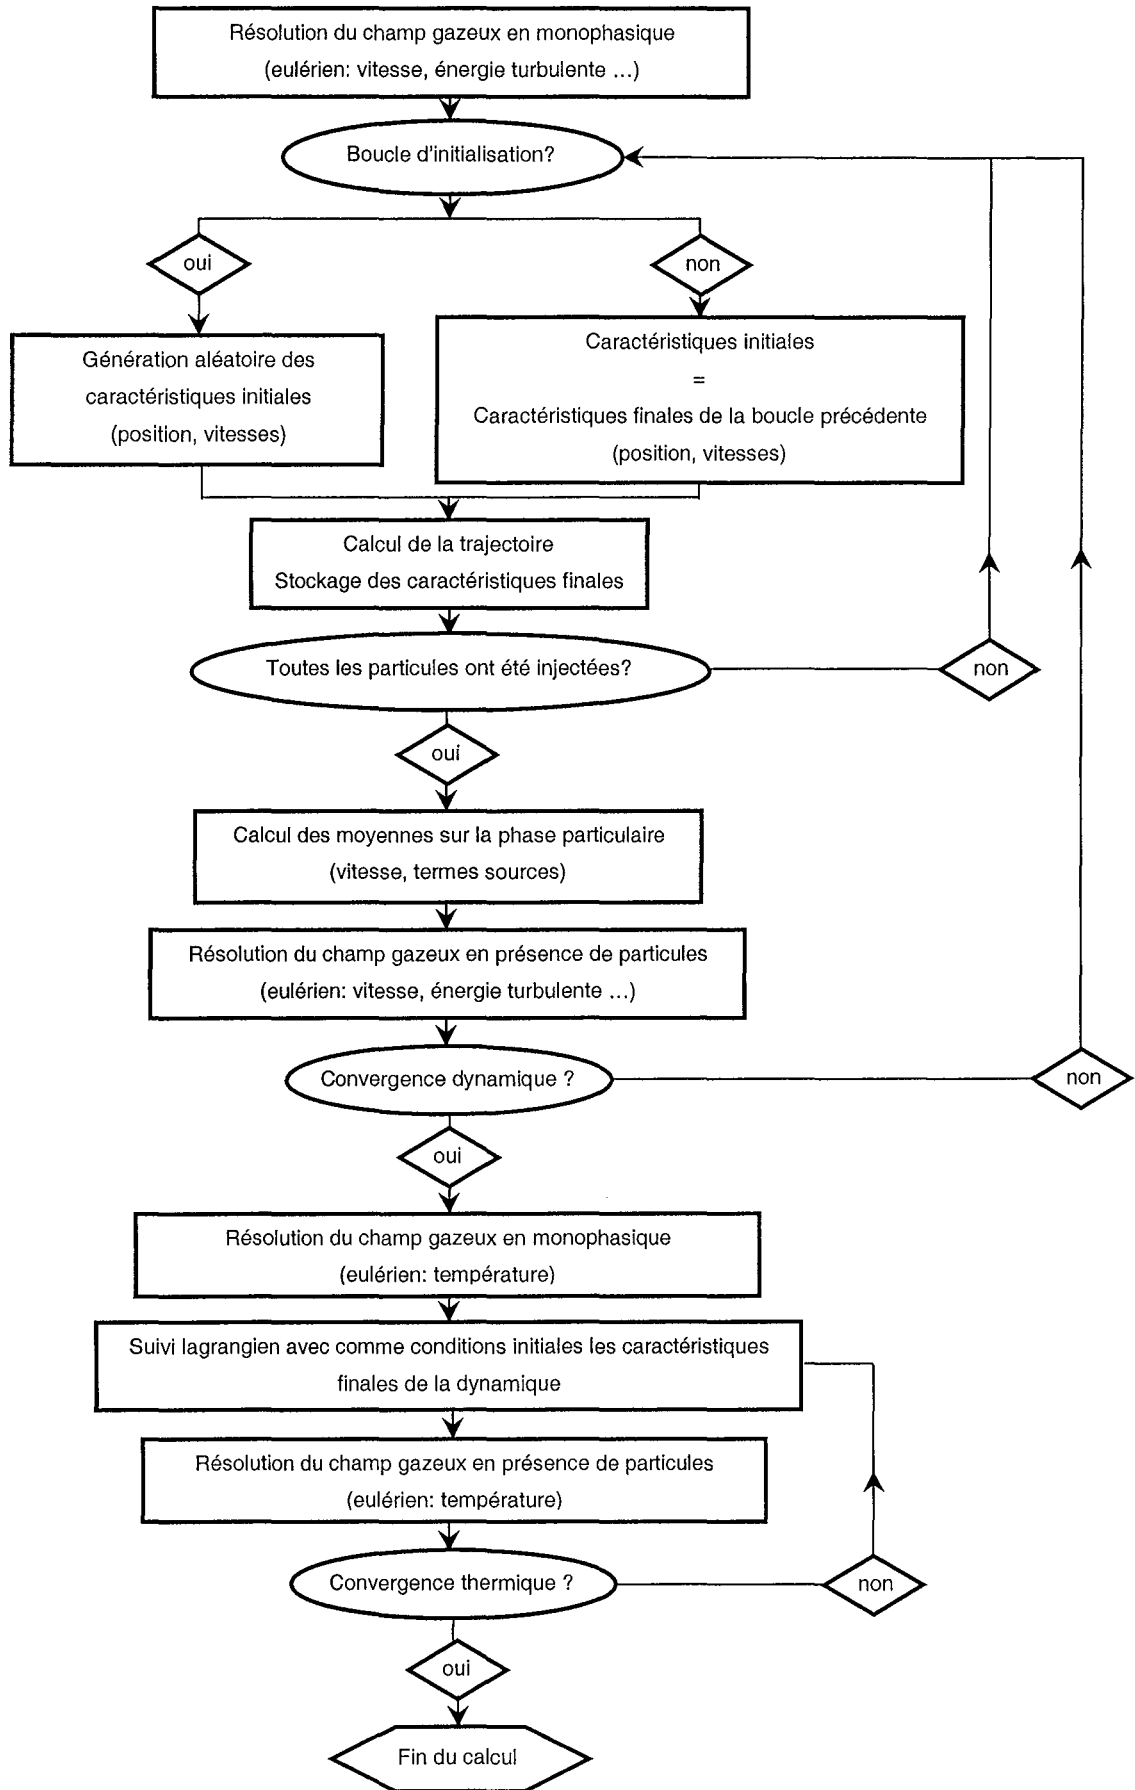 Résolution du champ gazeux en monophasique
(eulérien: vitesse, énergie turbulente ...)
Boucle d'initialisation?
oui
non
Génération aléatoire des
caractéristiques initiales
(position, vitesses)
Caractéristiques initiales
=
Caractéristiques finales de la boucle précédente
(position, vitesses)
Calcul de la trajectoire
Stockage des caractéristiques finales
Toutes les particules ont été injectées?
non
oui
Calcul des moyennes sur la phase particulaire
(vitesse, termes sources)
Résolution du champ gazeux en présence de particules
(eulérien: vitesse, énergie turbulente ...)
Convergence dynamique ?
non
oui
Résolution du champ gazeux en monophasique
(eulérien: température)
Suivi lagrangien avec comme conditions initiales les caractéristiques
finales de la dynamique
Résolution du champ gazeux en présence de particules
(eulérien: température)
Convergence thermique ?
non
oui
Fin du calcul